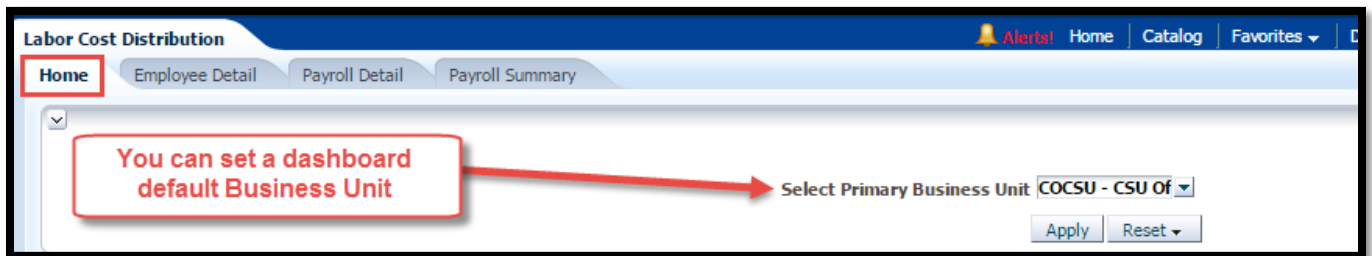 Labor Cost Distribution
Alerts! Home Catalog Favorites D
Home Employee Detail Payroll Detail Payroll Summary
You can set a dashboard
default Business Unit
Select Primary Business Unit COCSU - CSU Of
Apply Reset